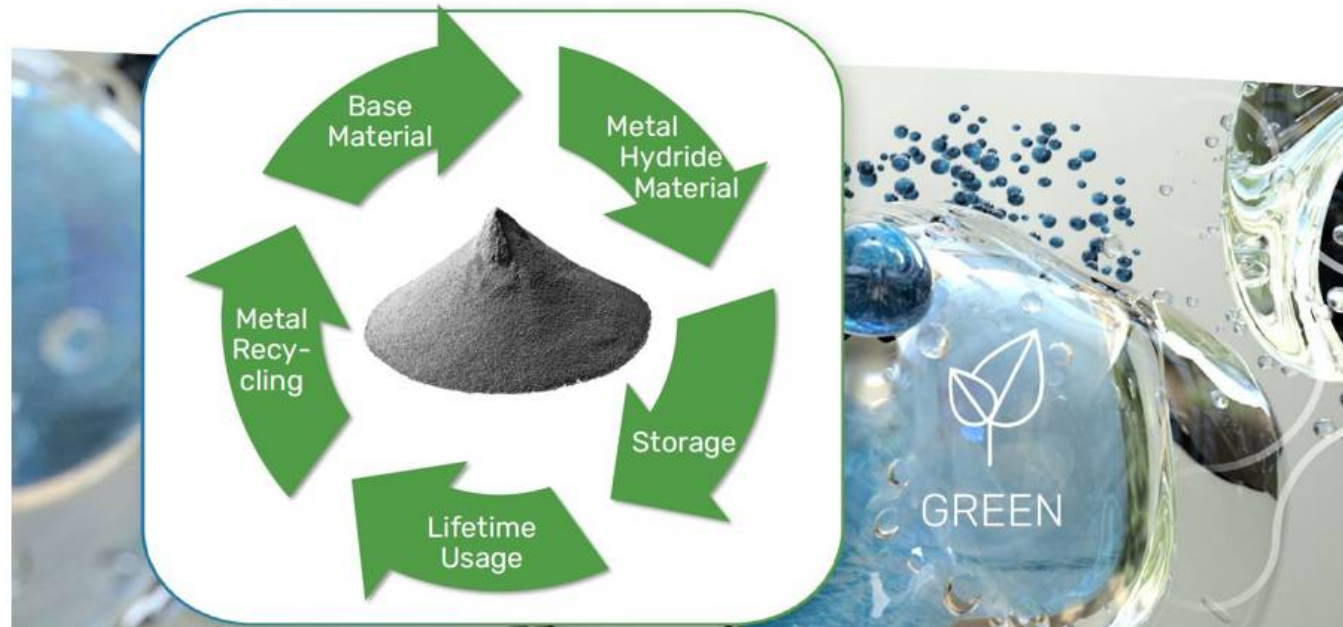 Base
Material
Metal
Hydride
Material
Storage
Lifetime
Usage
Metal
Recy-
cling
GREEN